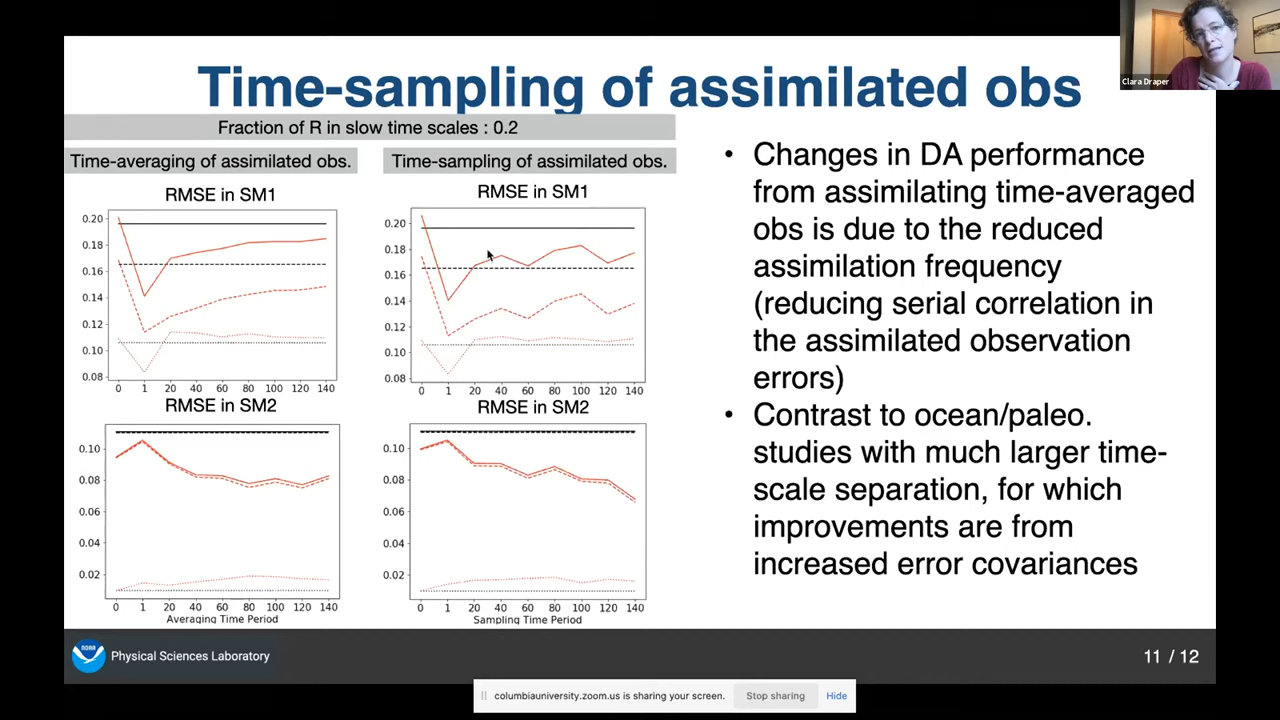 Time-sampling of assimilated obs
Clara Draper
Fraction of R in slow time scales : 0.2
Time-averaging of assimilated obs.
Time-sampling of assimilated obs.
RMSE in SM1
0.20
0.18
0.16
0.14
0.12
0.10
0.08
0 1 20 40 60 80 100 120 140
RMSE in SM1
0.20
0.18
0.16
0.14
0.12
0.10
0.08
0 1 20 40 60 80 100 120 140
RMSE in SM2
0.10
0.08
0.06
0.04
0.02
0 1 20 40 60 80 100 120 140
Averaging Time Period
RMSE in SM2
0.10
0.08
0.06
0.04
0.02
0 1 20 40 60 80 100 120 140
Sampling Time Period
• Changes in DA performance
from assimilating time-averaged
obs is due to the reduced
assimilation frequency
(reducing serial correlation in
the assimilated observation
errors)
• Contrast to ocean/paleo.
studies with much larger time-
scale separation, for which
improvements are from
increased error covariances
NOAA
Physical Sciences Laboratory
11 / 12
columbiauniversity.zoom.us is sharing your screen.
Stop sharing
Hide